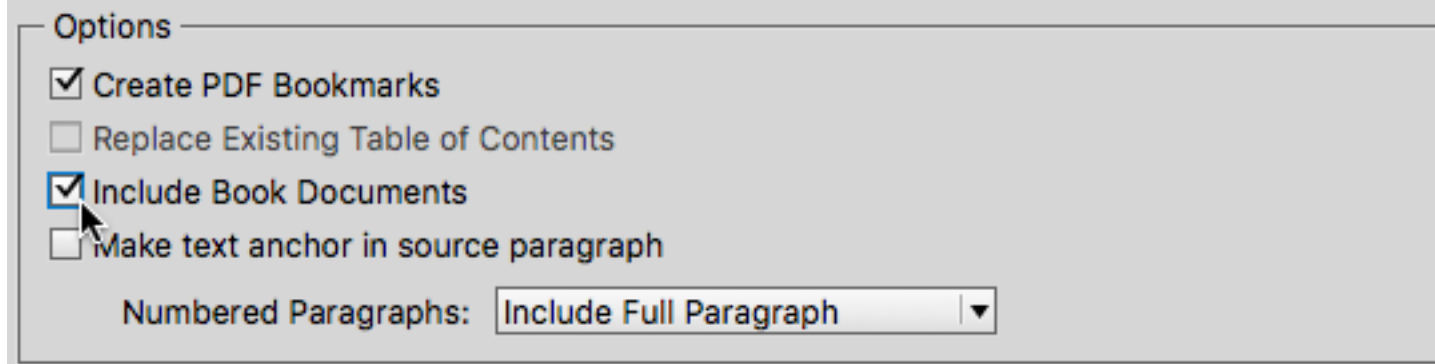 Options
Create PDF Bookmarks
Replace Existing Table of Contents
Include Book Documents
Make text anchor in source paragraph
Numbered Paragraphs: Include Full Paragraph